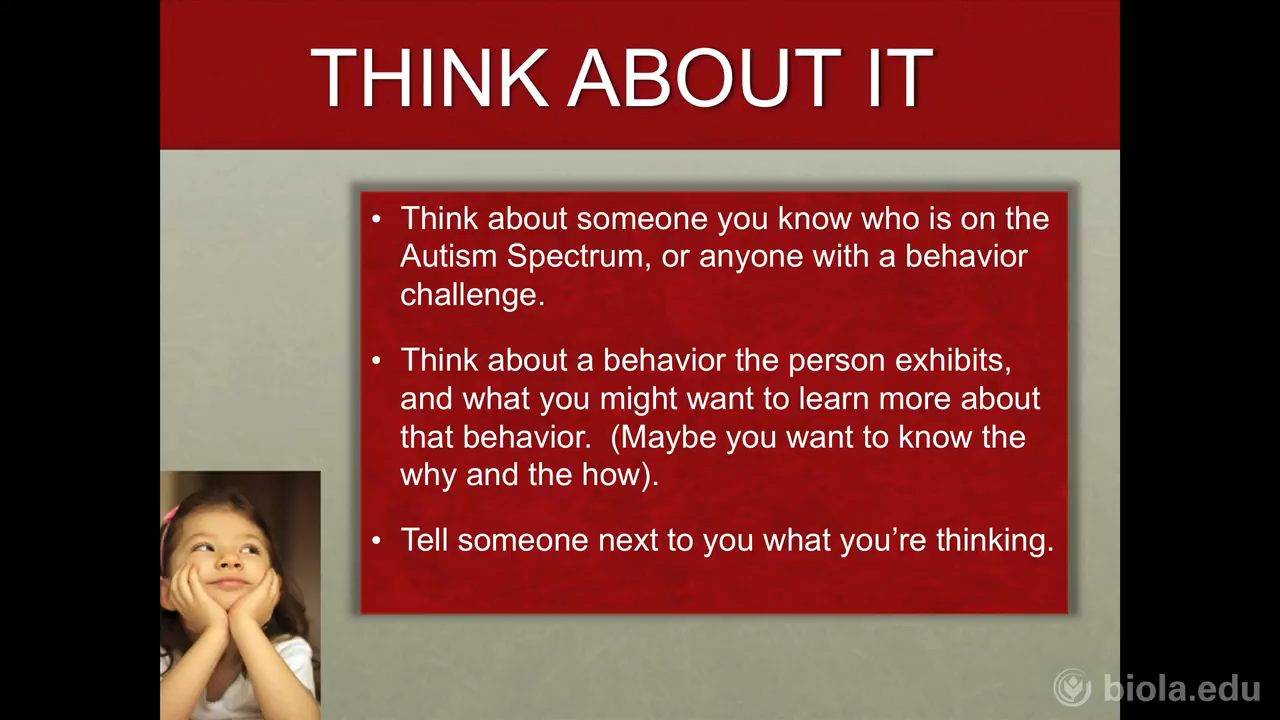 THINK ABOUT IT
• Think about someone you know who is on the
Autism Spectrum, or anyone with a behavior
challenge.
• Think about a behavior the person exhibits,
and what you might want to learn more about
that behavior.  (Maybe you want to know the
why and the how).
• Tell someone next to you what you’re thinking.
biola.edu